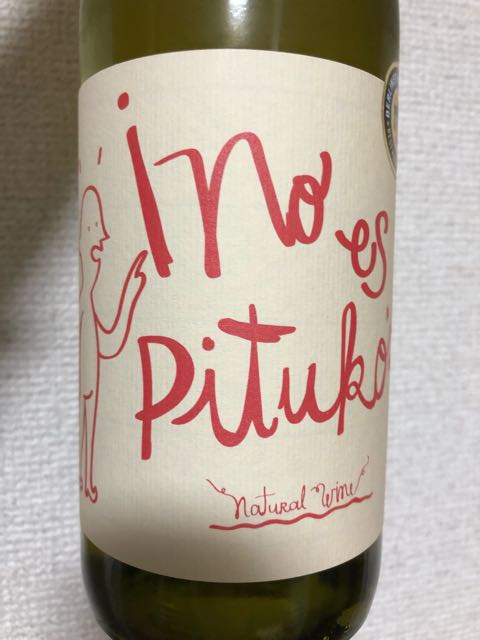 ¡No
es
Pituko!
Natural Wine